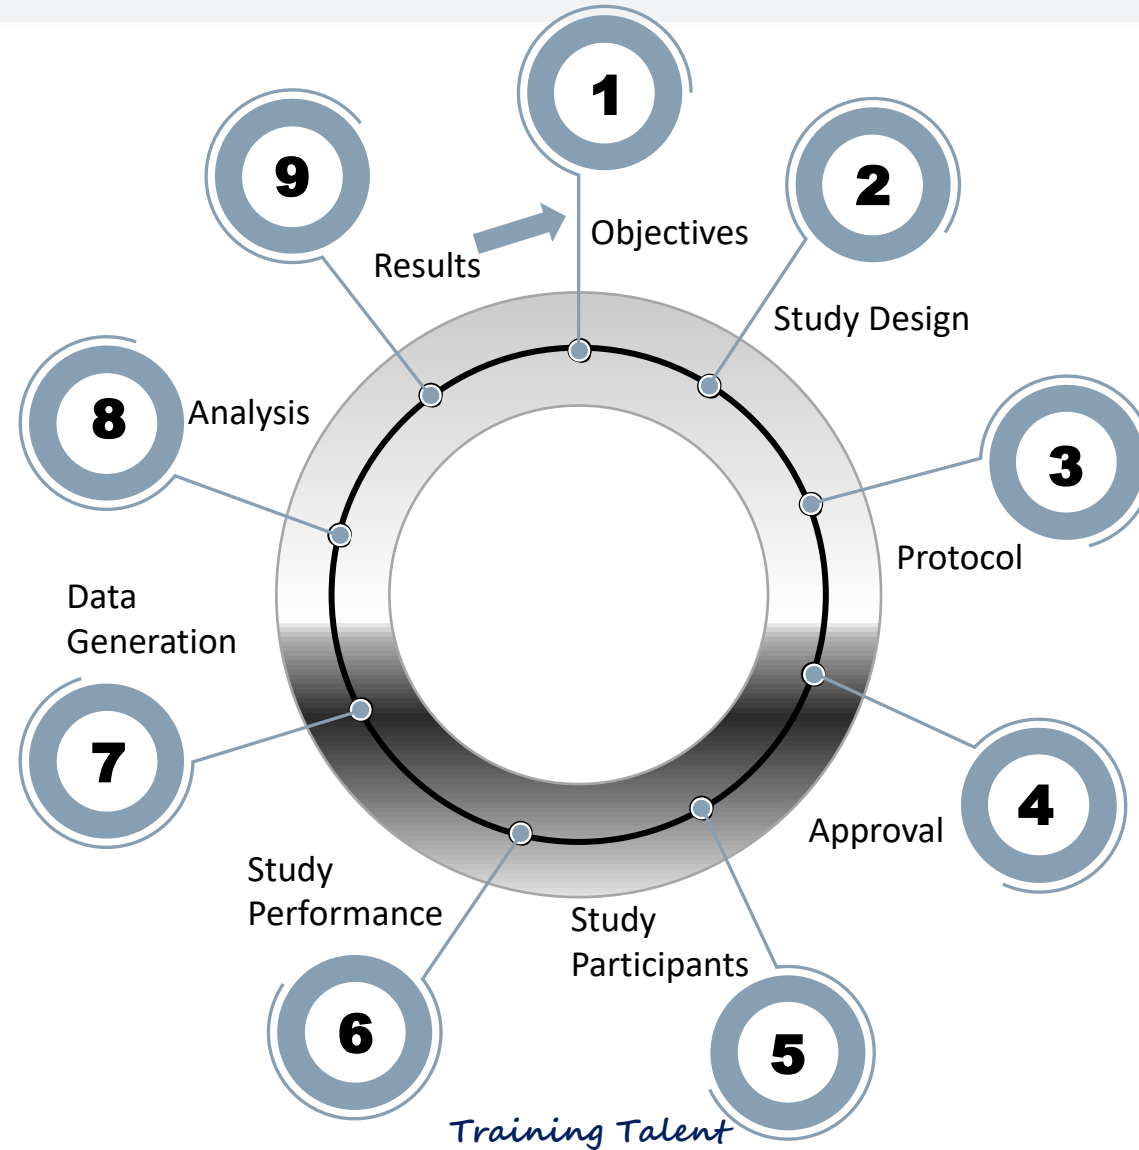 1
Objectives
2
Study Design
3
Protocol
4
Approval
5
Study
Participants
6
Study
Performance
7
Data
Generation
8
Analysis
9
Results
Training Talent